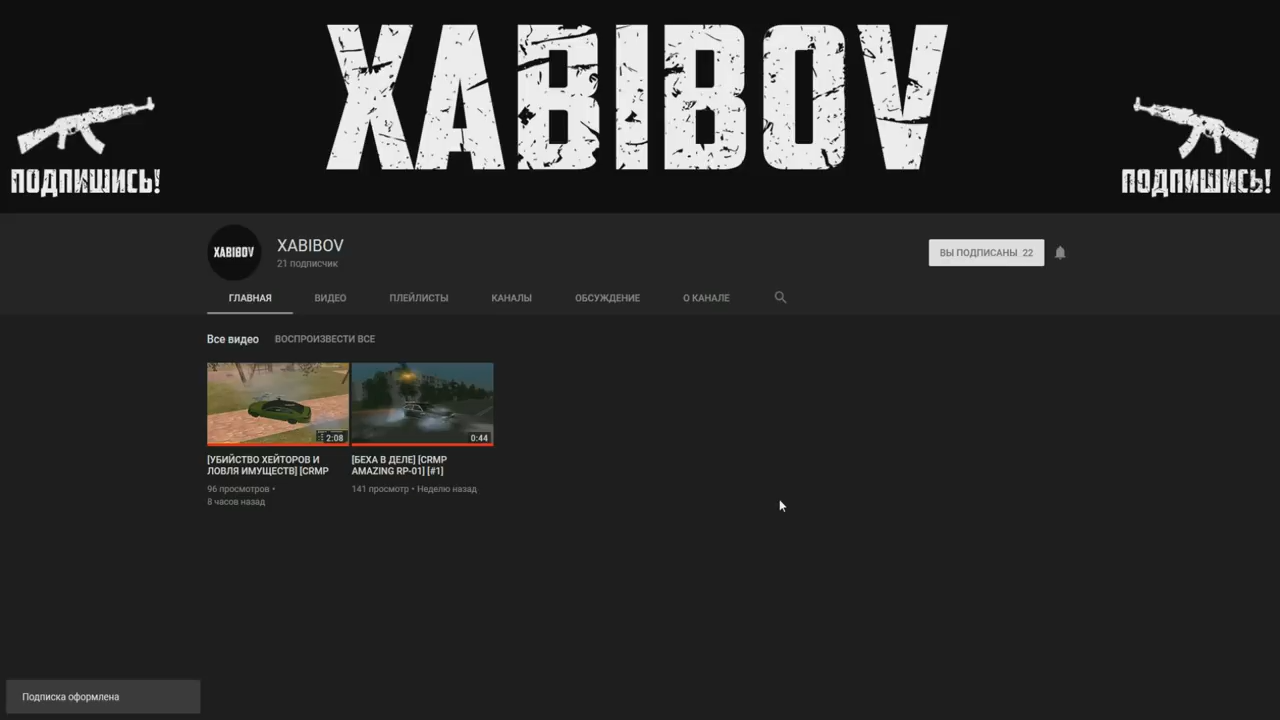 XABIBOV
ПОДПИШИСЬ!
ПОДПИШИСЬ!
XABIBOV
XABIBOV
21 подписчик
ВЫ ПОДПИСАНЫ 22
ГЛАВНАЯ
ВИДЕО
ПЛЕЙЛИСТЫ
КАНАЛЫ
ОБСУЖДЕНИЕ
О КАНАЛЕ
Все видео
ВОСПРОИЗВЕСТИ ВСЕ
2:08
0:44
[УБИЙСТВО ХЕЙТОРОВ И
ЛОВЛЯ ИМУЩЕСТВ] [CRMP
96 просмотров •
8 часов назад
[БЕХА В ДЕЛЕ] [CRMP
AMAZING RP-01] [#1]
141 просмотр • Неделю назад
Подписка оформлена